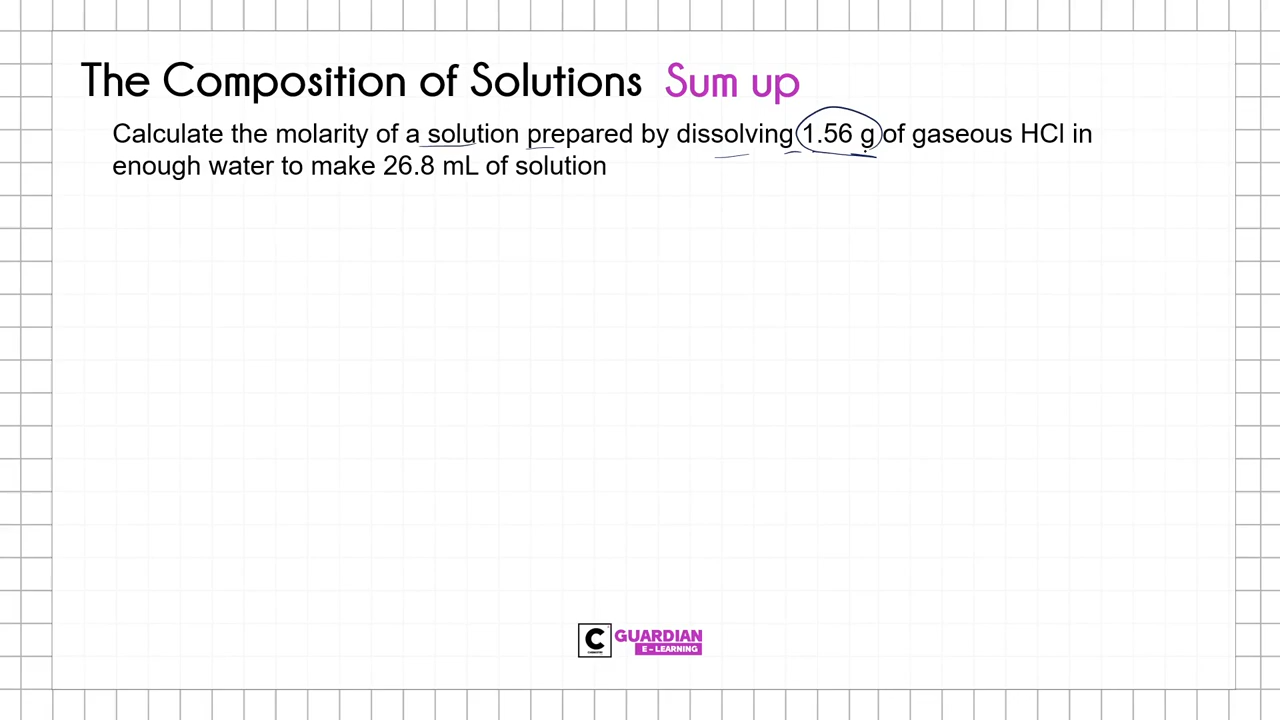 The Composition of Solutions Sum up
Calculate the molarity of a solution prepared by dissolving 1.56 g of gaseous HCl in
enough water to make 26.8 mL of solution
C GUARDIAN
E - LEARNING